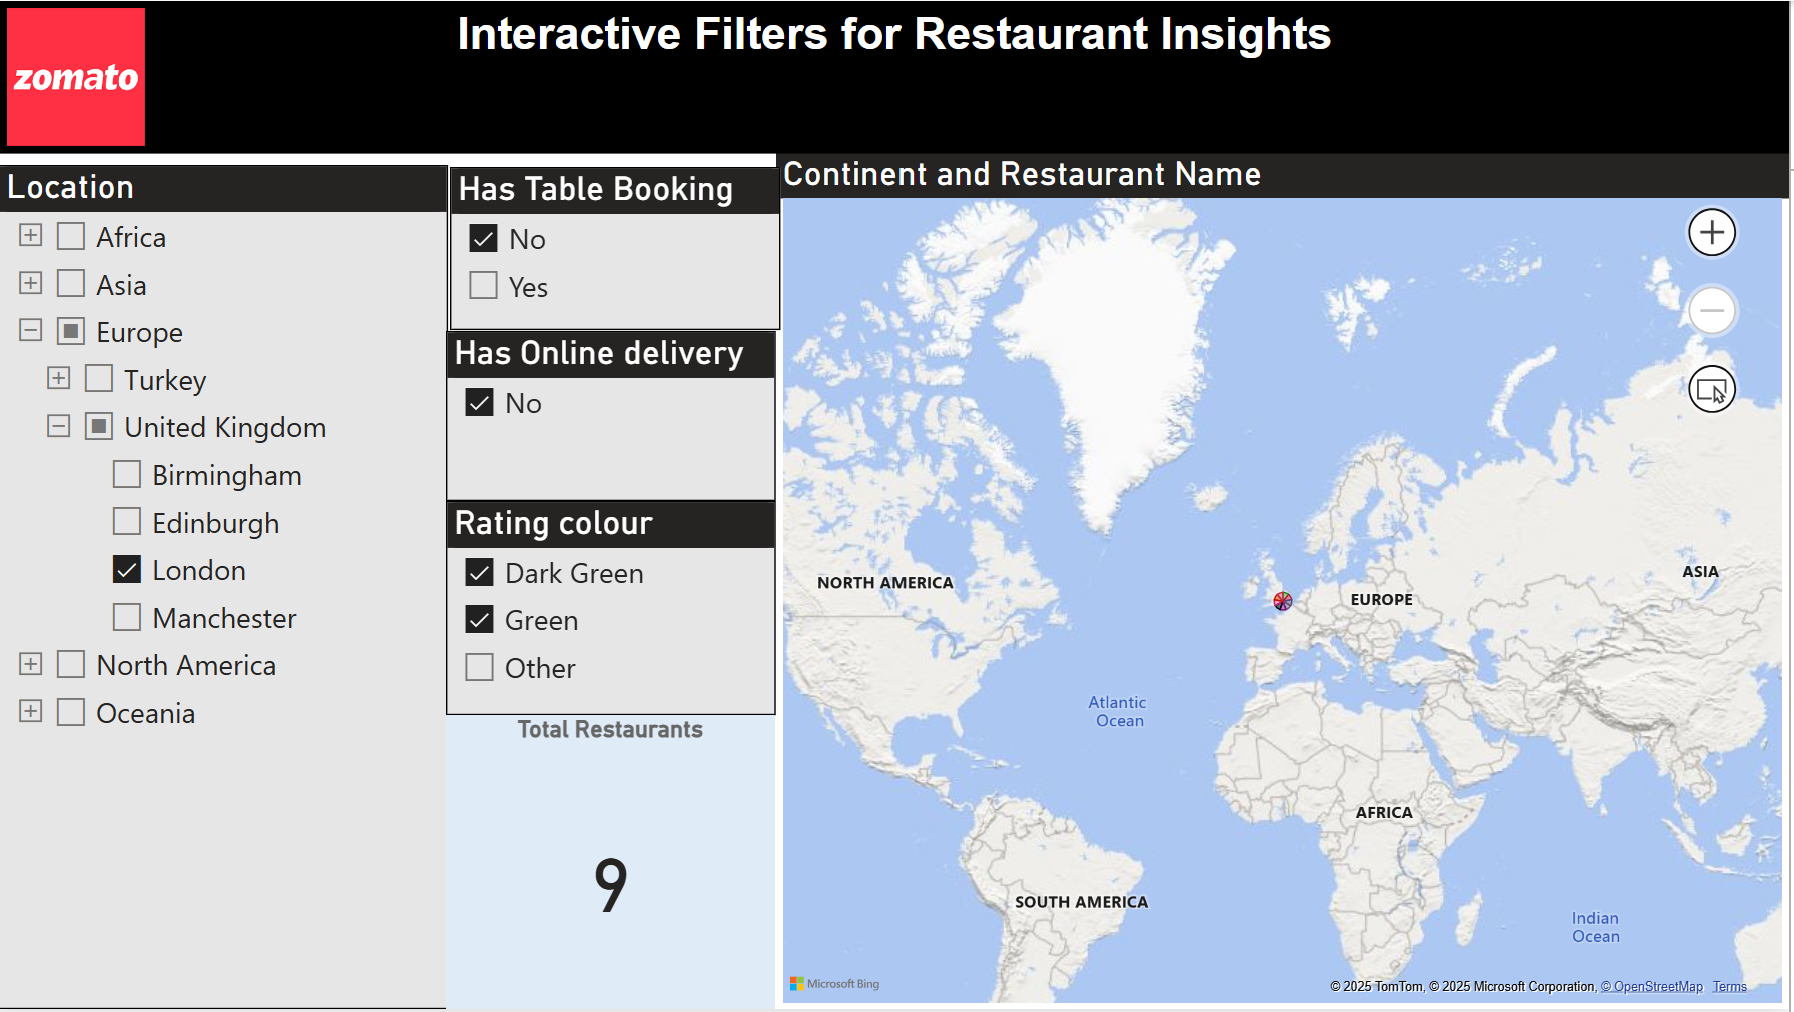 Interactive Filters for Restaurant Insights
zomato
Location
Africa
Asia
Europe
Turkey
United Kingdom
Birmingham
Edinburgh
London
Manchester
North America
Oceania
Has Table Booking
No
Yes
Has Online delivery
No
Rating colour
Dark Green
Green
Other
Total Restaurants
9
Continent and Restaurant Name
NORTH AMERICA
EUROPE
ASIA
Atlantic
Ocean
AFRICA
SOUTH AMERICA
Indian
Ocean
Microsoft Bing
© 2025 TomTom, © 2025 Microsoft Corporation, © OpenStreetMap Terms